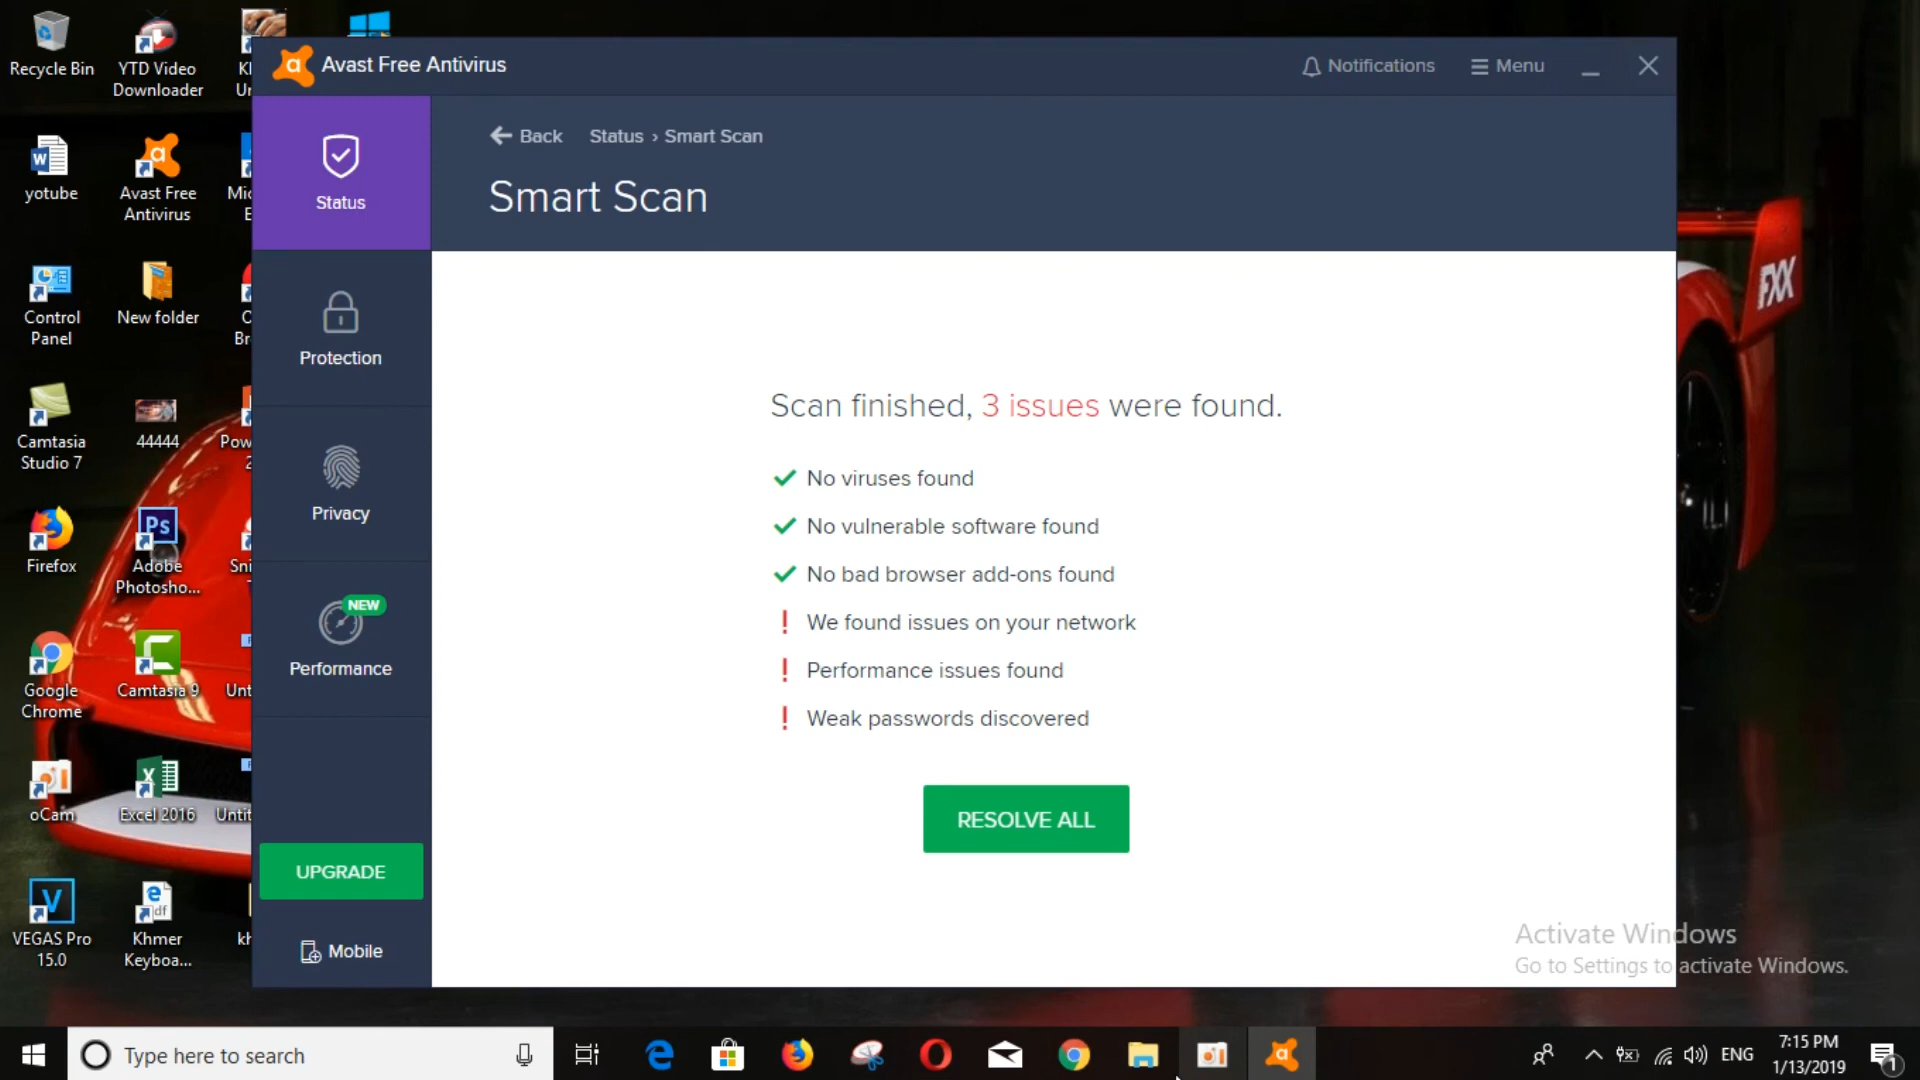 Recycle Bin
YTD Video
Downloader
yotube
Avast Free
Antivirus
Control
Panel
New folder
Camtasia
Studio 7
44444
Firefox
Ps
Adobe
Photosho...
Google
Chrome
Camtasia 9
oCam
Excel 2016
VEGAS Pro
15.0
Khmer
Keyboa...
Avast Free Antivirus
Notifications
Menu
Status
Protection
Privacy
NEW
Performance
UPGRADE
Mobile
Back
Status › Smart Scan
Smart Scan
Scan finished, 3 issues were found.
No viruses found
No vulnerable software found
No bad browser add-ons found
We found issues on your network
Performance issues found
Weak passwords discovered
RESOLVE ALL
FXX
Activate Windows
Go to Settings to activate Windows.
Type here to search
ENG
7:15 PM
1/13/2019
1